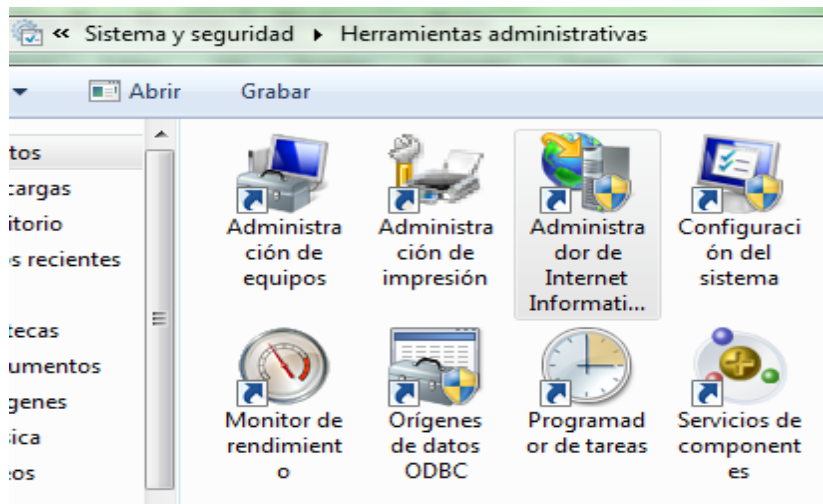 « Sistema y seguridad ▸ Herramientas administrativas
Abrir Grabar
tos
cargas
itorio
s recientes
tecas
umentos
genes
sica
os
Administra
ción de
equipos
Administra
ción de
impresión
Administra
dor de
Internet
Informati...
Configuraci
ón del
sistema
Monitor de
rendimient
o
Orígenes
de datos
ODBC
Programad
or de tareas
Servicios de
component
es